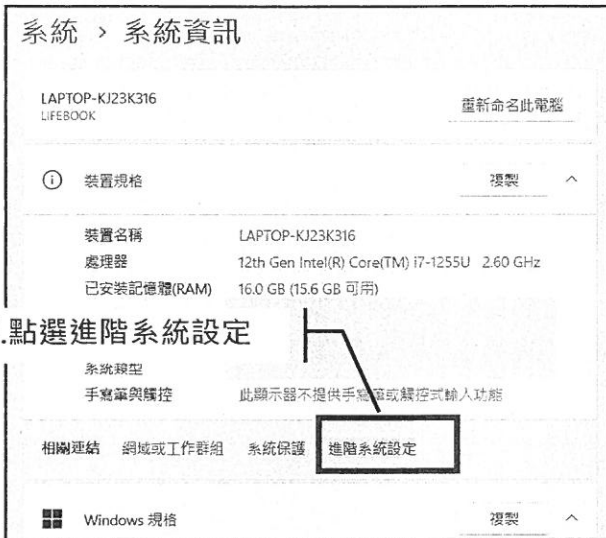 系統 > 系統資訊
LAPTOP-KJ23K316
LIFEBOOK
重新命名此電腦
裝置規格
複製
裝置名稱 LAPTOP-KJ23K316
處理器 12th Gen Intel(R) Core(TM) i7-1255U 2.60 GHz
已安裝記憶體(RAM) 16.0 GB (15.6 GB 可用)
.點選進階系統設定
系統類型
手寫筆與觸控 此顯示器不提供手寫筆或觸控式輸入功能
相關連結 網域或工作群組 系統保護 進階系統設定
Windows 規格
複製